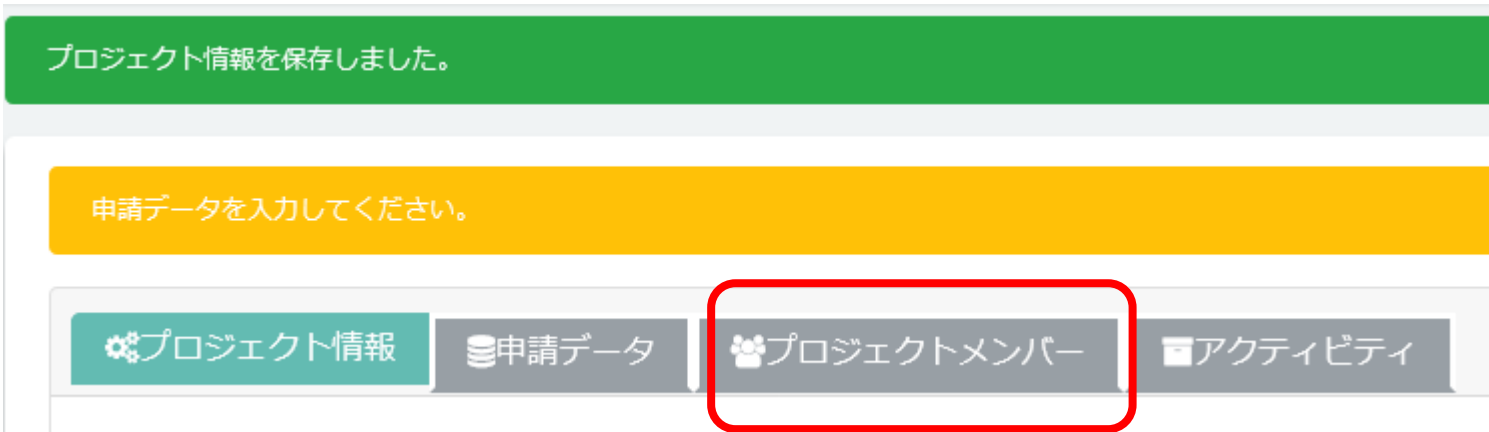 プロジェクト情報を保存しました。
申請データを入力してください。
プロジェクト情報 申請データ プロジェクトメンバー アクティビティ